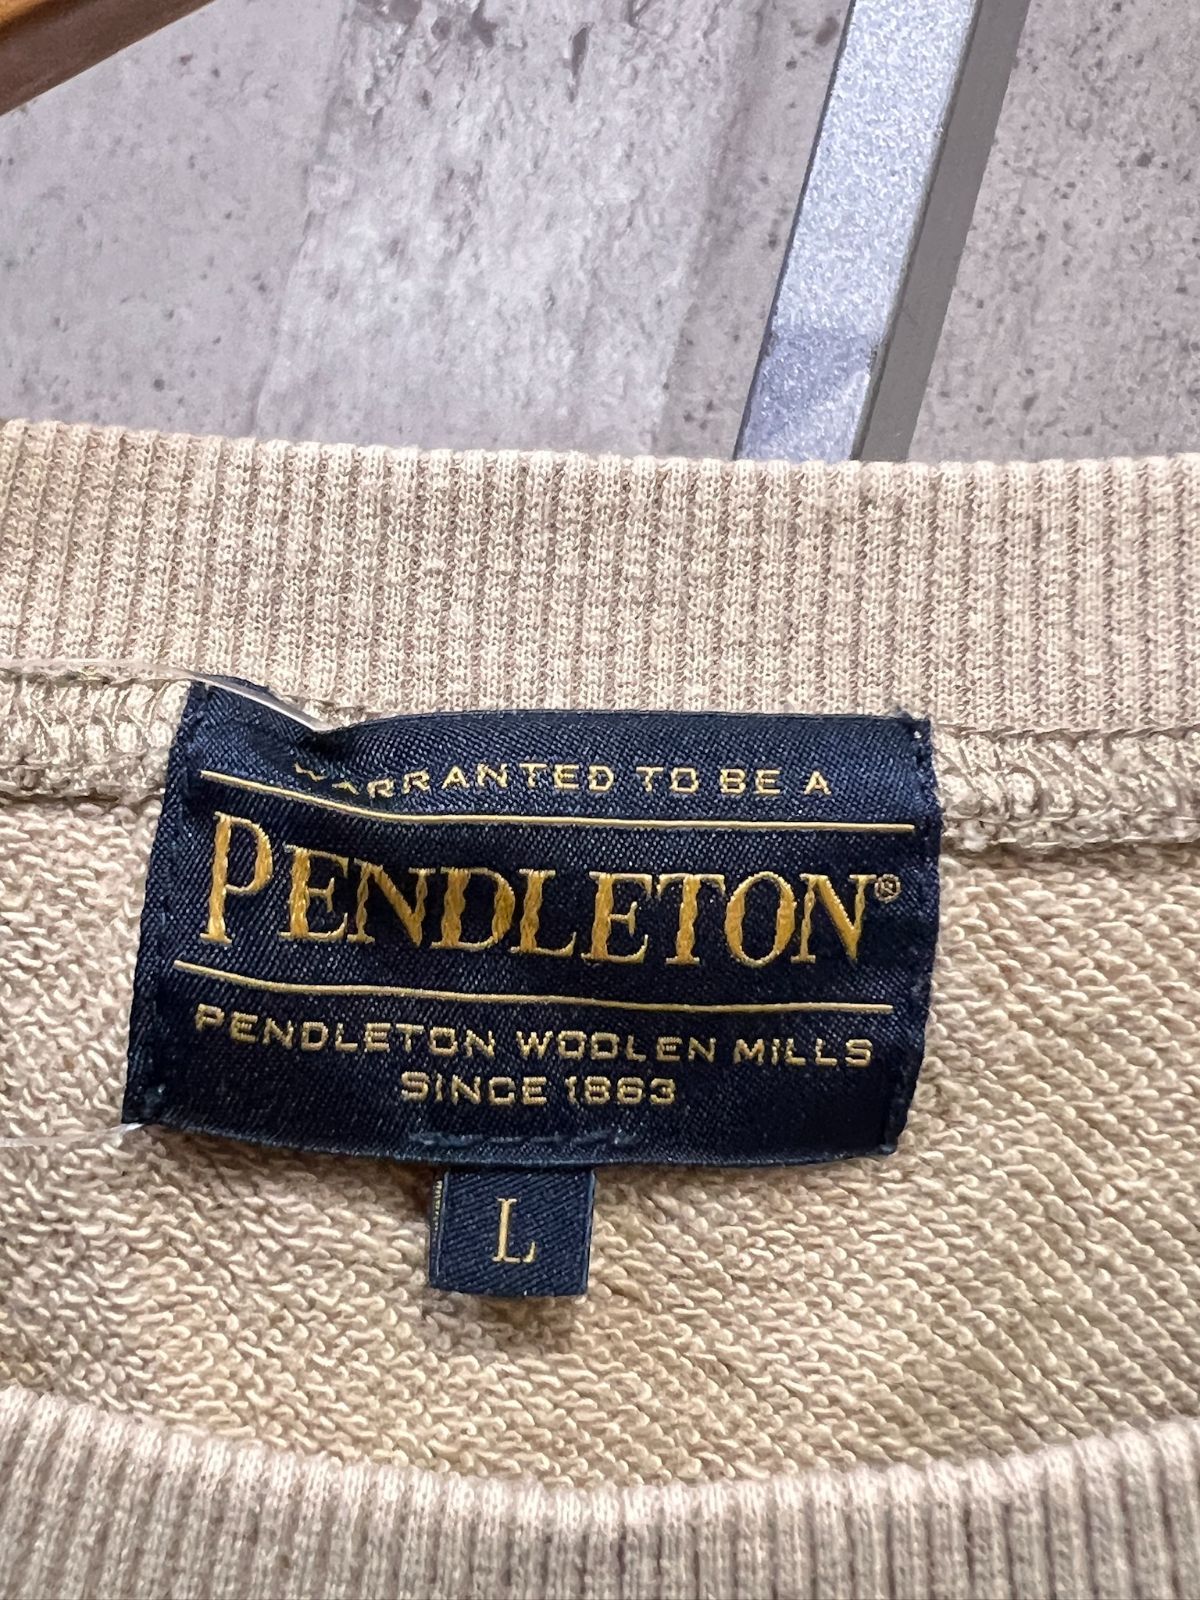 WARRANTED TO BE A
PENDLETON®
PENDLETON WOOLEN MILLS
SINCE 1863
L